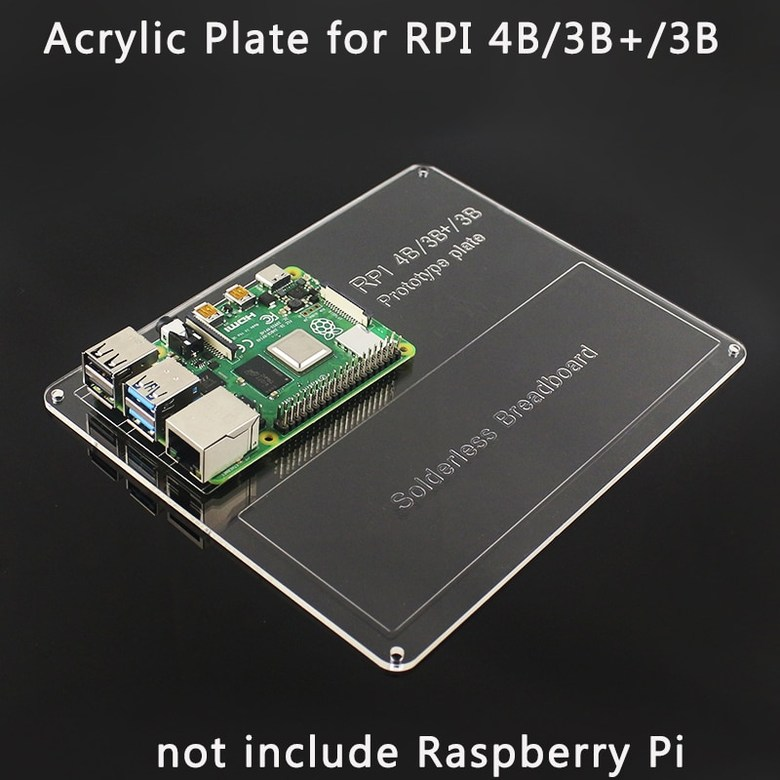 Acrylic Plate for RPI 4B/3B+/3B
RPI 4B/3B+/3B
Prototype plate
HDMI
Solderless Breadboard
not include Raspberry Pi